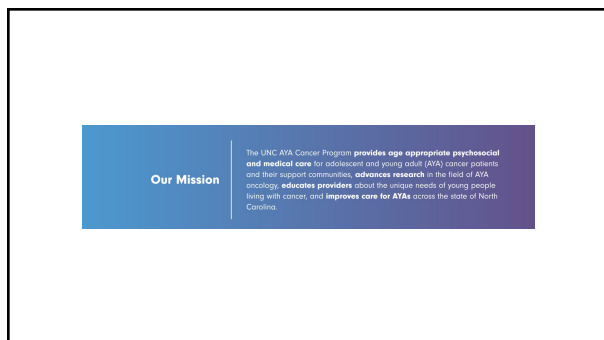 Our Mission
The UNC AYA Cancer Program provides age appropriate psychosocial
and medical care for adolescent and young adult (AYA) cancer patients
and their support communities, advances research in the field of AYA
oncology, educates providers about the unique needs of young people
living with cancer, and improves care for AYAs across the state of North
Carolina.